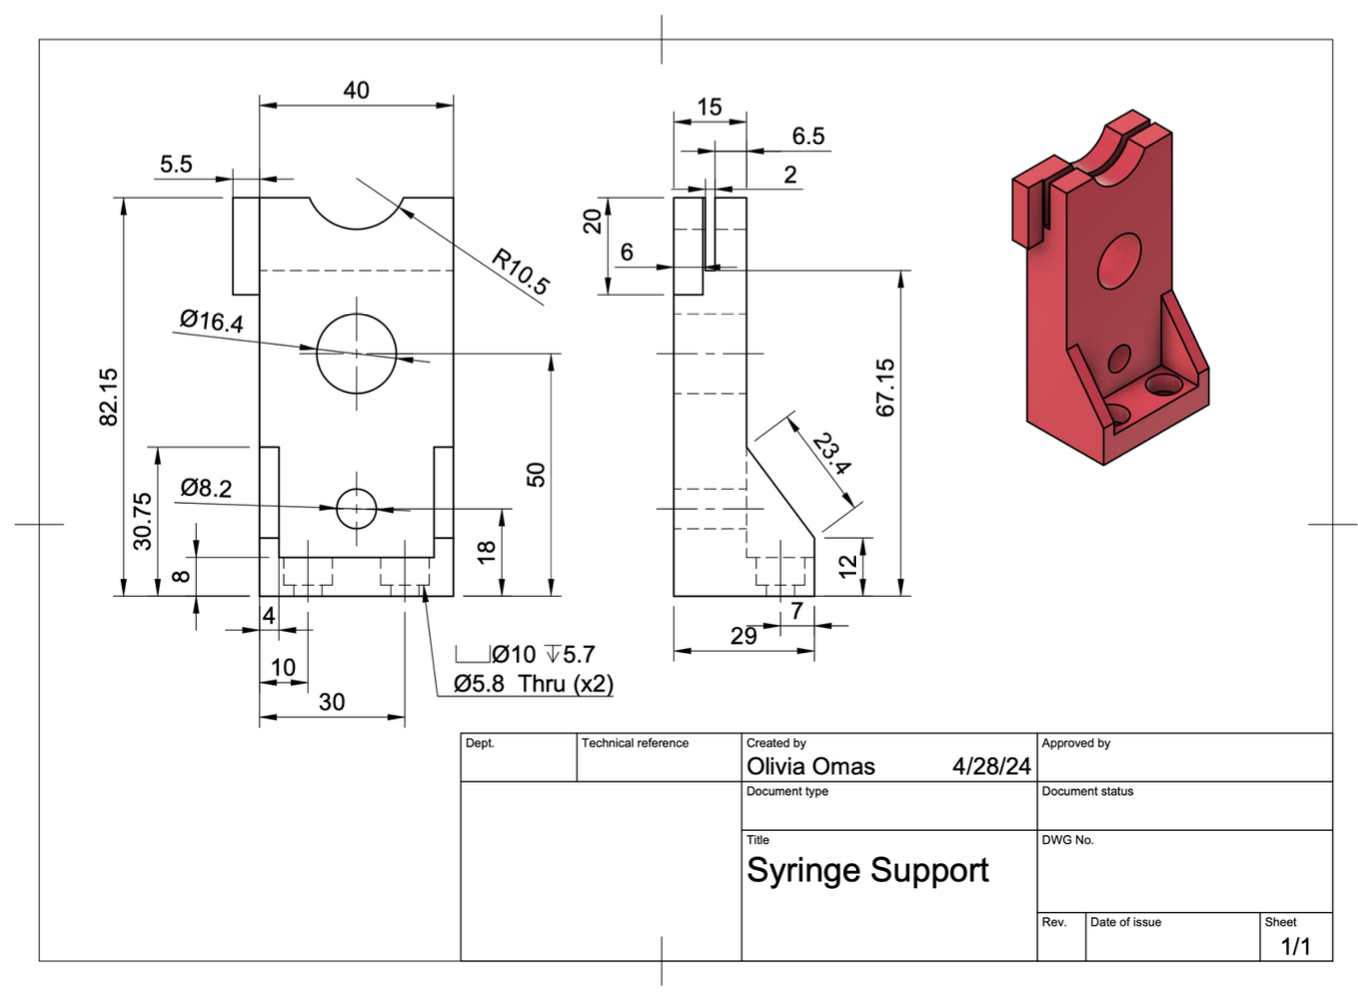 40
5.5
R10.5
Ø16.4
82.15
50
30.75
Ø8.2
18
8
4
10
30
⌴Ø10 ↧5.7
Ø5.8 Thru (x2)
15
6.5
2
20
6
67.15
23.4
12
7
29
Dept.
Technical reference
Created by
Olivia Omas 4/28/24
Approved by
Document type
Document status
Title
Syringe Support
DWG No.
Rev.
Date of issue
Sheet
1/1